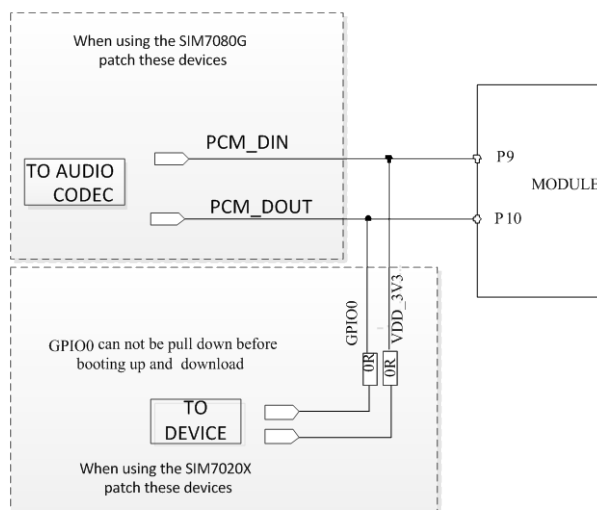 When using the SIM7080G
patch these devices
PCM_DIN
TO AUDIO
CODEC
PCM_DOUT
P9
MODULE
P10
GPIO0
VDD_3V3
GPIO0 can not be pull down before
booting up and download
0R
0R
TO
DEVICE
When using the SIM7020X
patch these devices